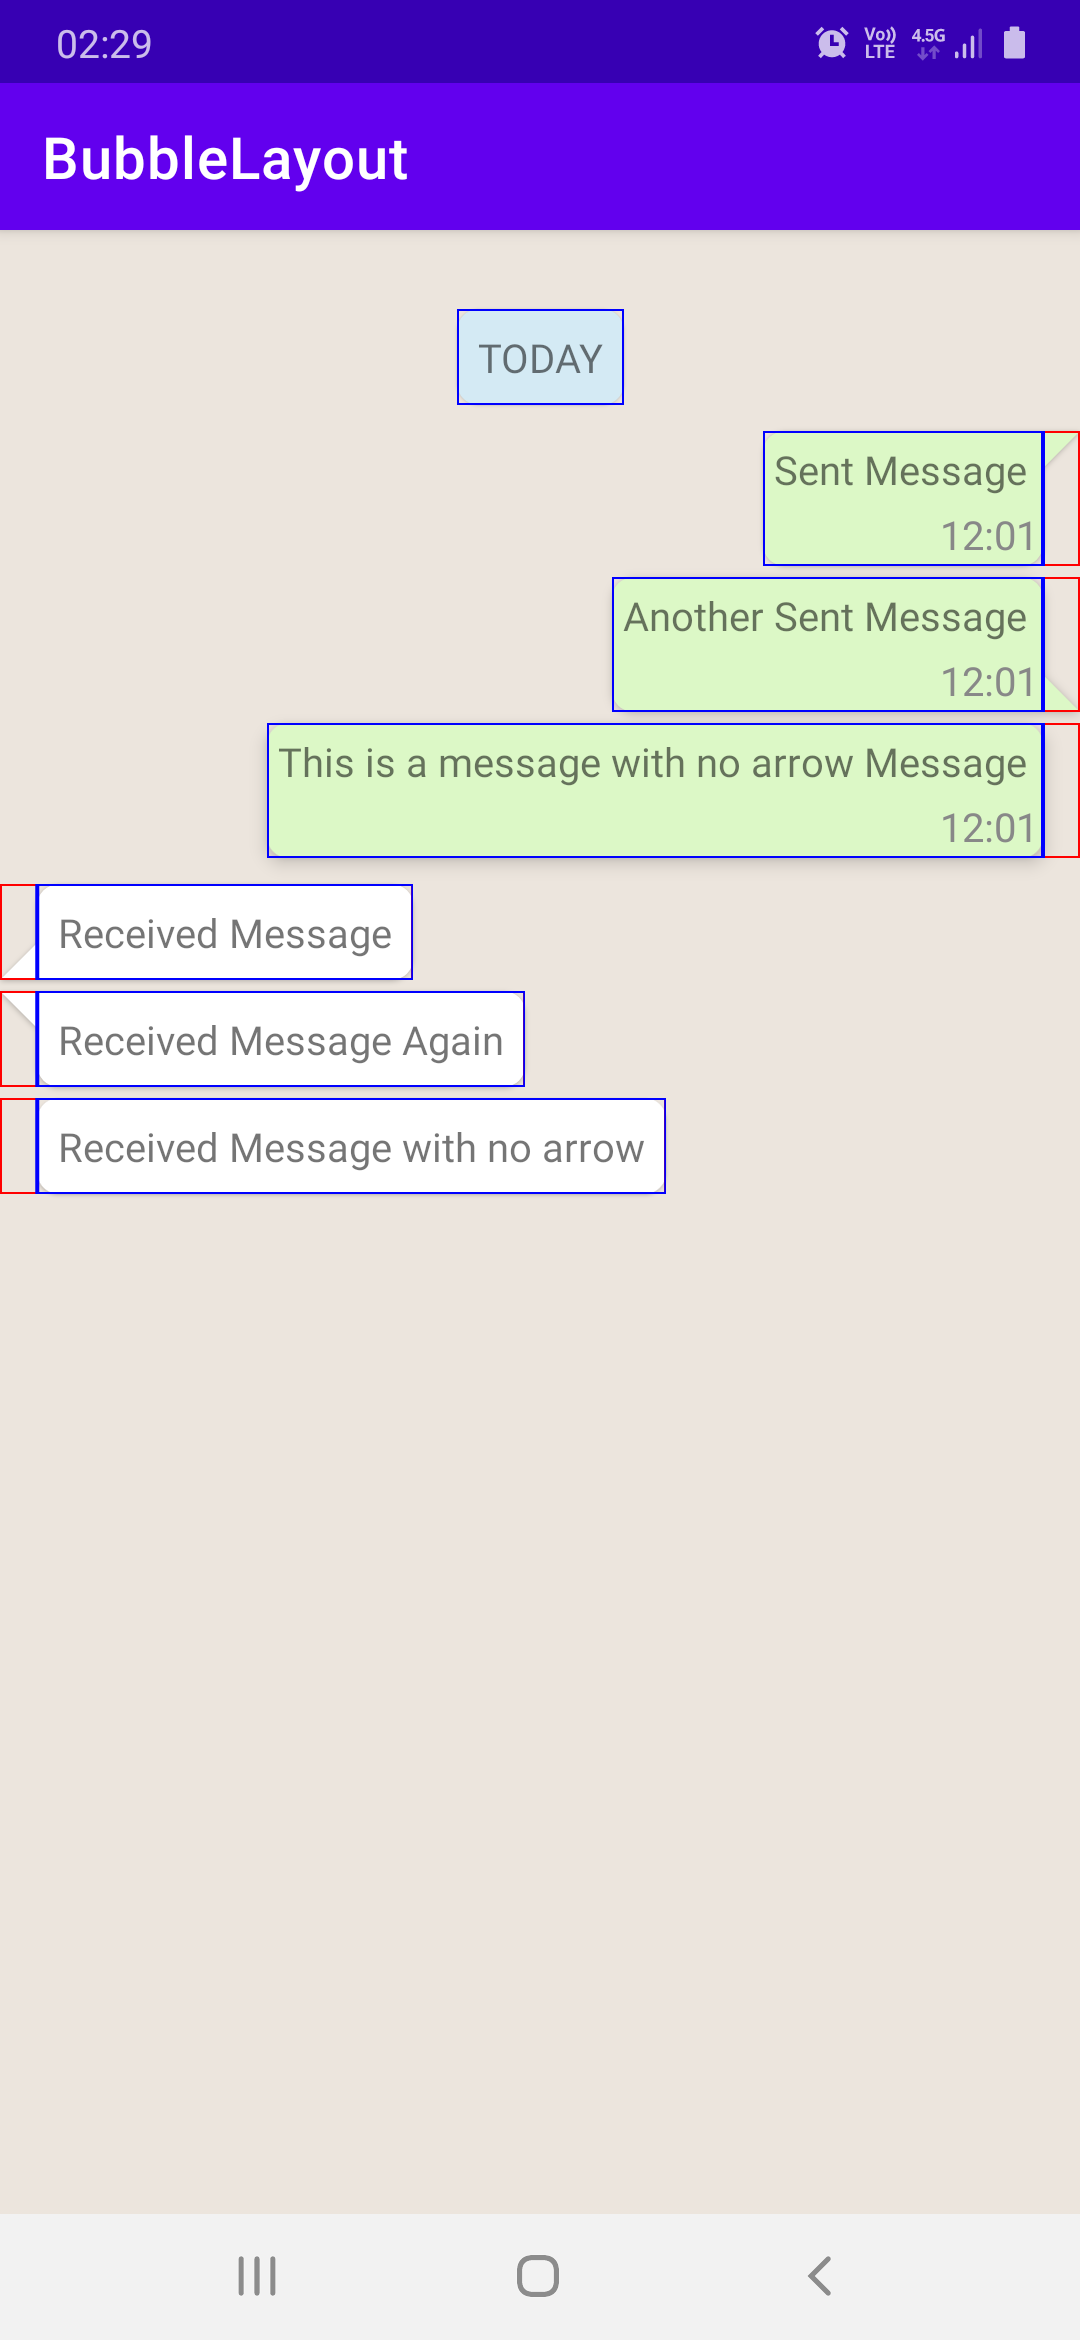 02:29
Vo)) LTE 4.5G
BubbleLayout
TODAY
Sent Message
12:01
Another Sent Message
12:01
This is a message with no arrow Message
12:01
Received Message
Received Message Again
Received Message with no arrow